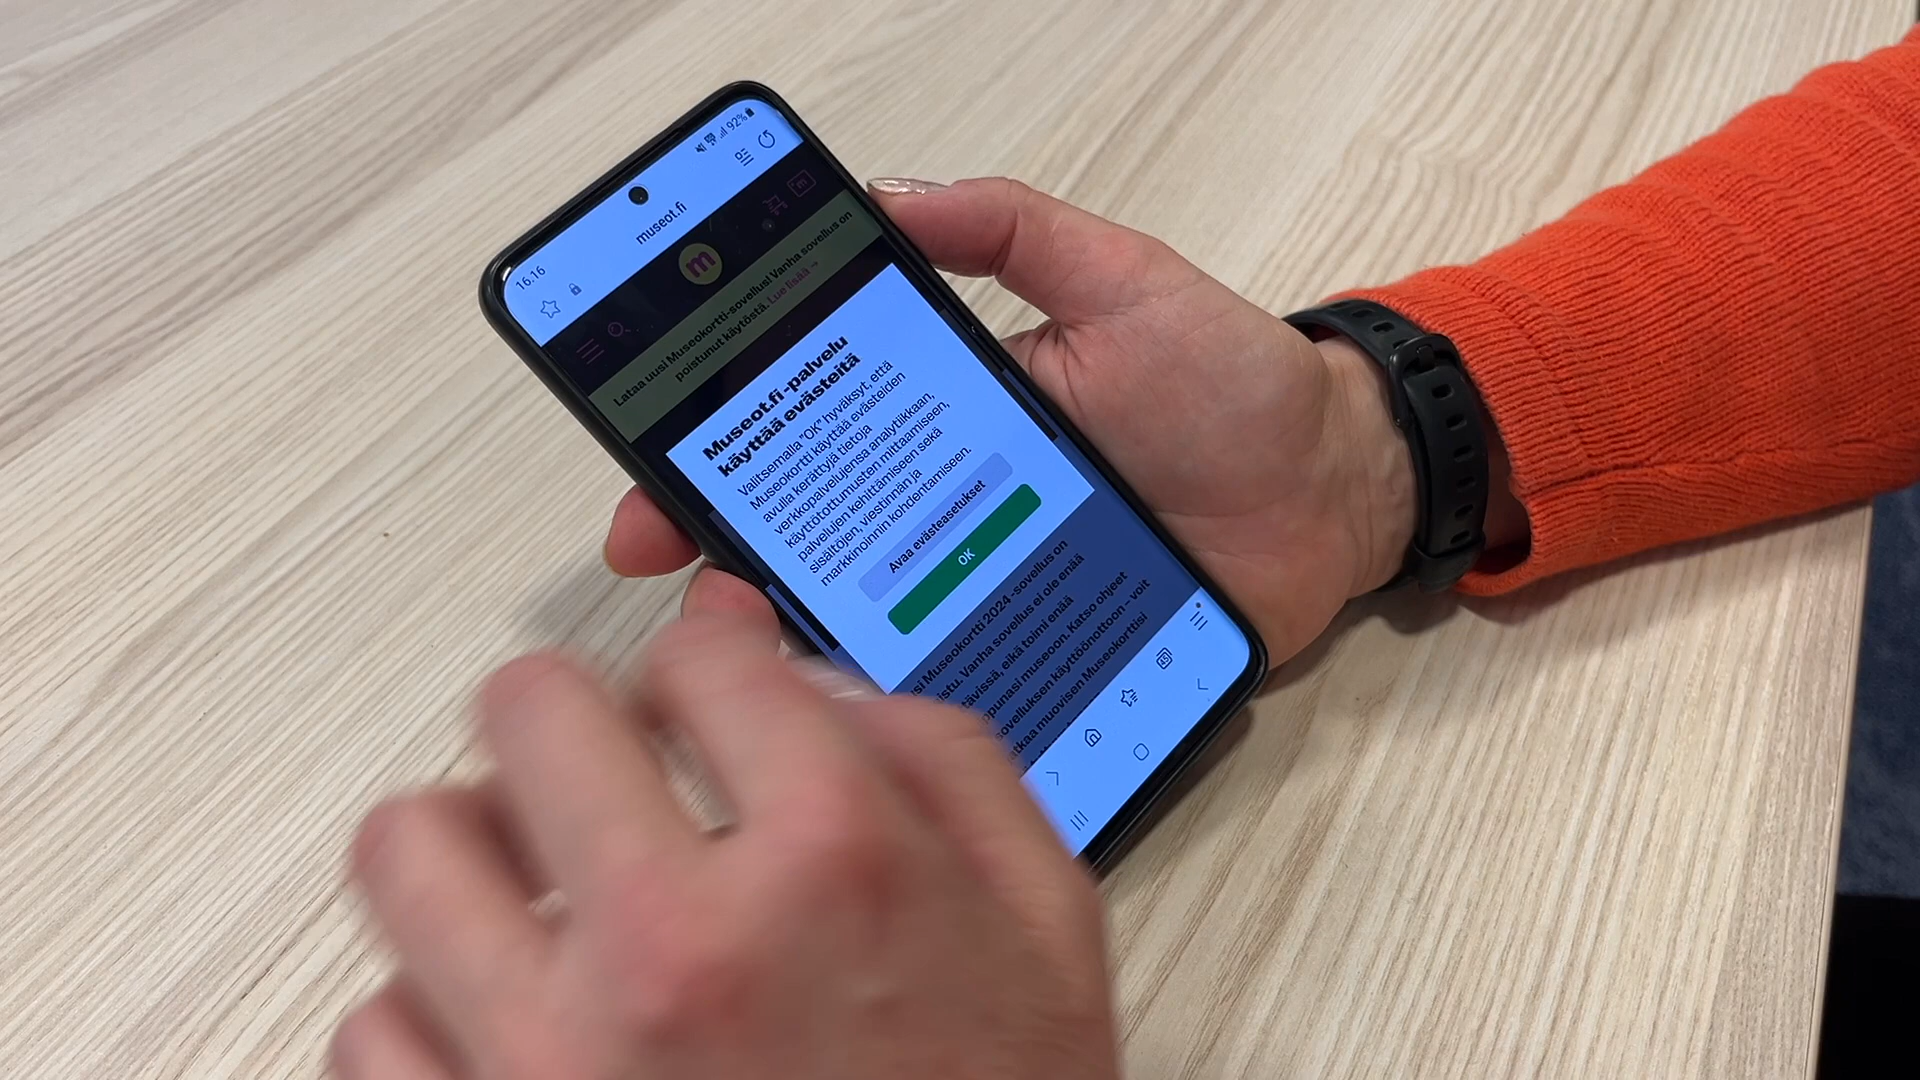 16.16
92%
museot.fi
m
m
Lataa uusi Museokortti-sovellus! Vanha sovellus on
poistunut käytöstä. Lue lisää →
Museot.fi -palvelu
käyttää evästeitä
Valitsemalla "OK" hyväksyt, että
Museokortti käyttää evästeiden
avulla kerättyjä tietoja
verkkopalvelujensa analytiikkaan,
käyttötottumusten mittaamiseen,
palvelujen kehittämiseen sekä
sisältöjen, viestinnän ja
markkinoinnin kohdentamiseen.
Avaa evästeasetukset
OK
Museokortti 2024 -sovellus on
Vanha sovellus ei ole enää
eikä toimi enää
museoon. Katso ohjeet
sovelluksen käyttöönottoon – voit
muovisen Museokorttisi